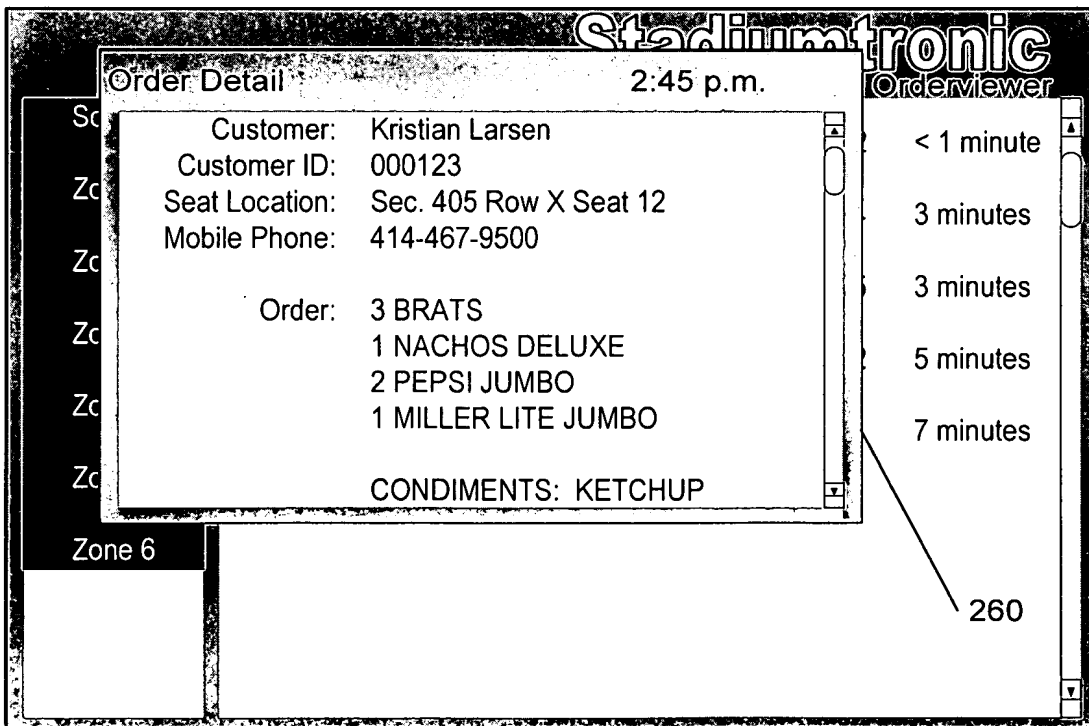 Stadiumtronic
Orderviewer
Order Detail 2:45 p.m.
Customer: Kristian Larsen
Customer ID: 000123
Seat Location: Sec. 405 Row X Seat 12
Mobile Phone: 414-467-9500
Order: 3 BRATS
1 NACHOS DELUXE
2 PEPSI JUMBO
1 MILLER LITE JUMBO
CONDIMENTS: KETCHUP
< 1 minute
3 minutes
3 minutes
5 minutes
7 minutes
Zone 6
260